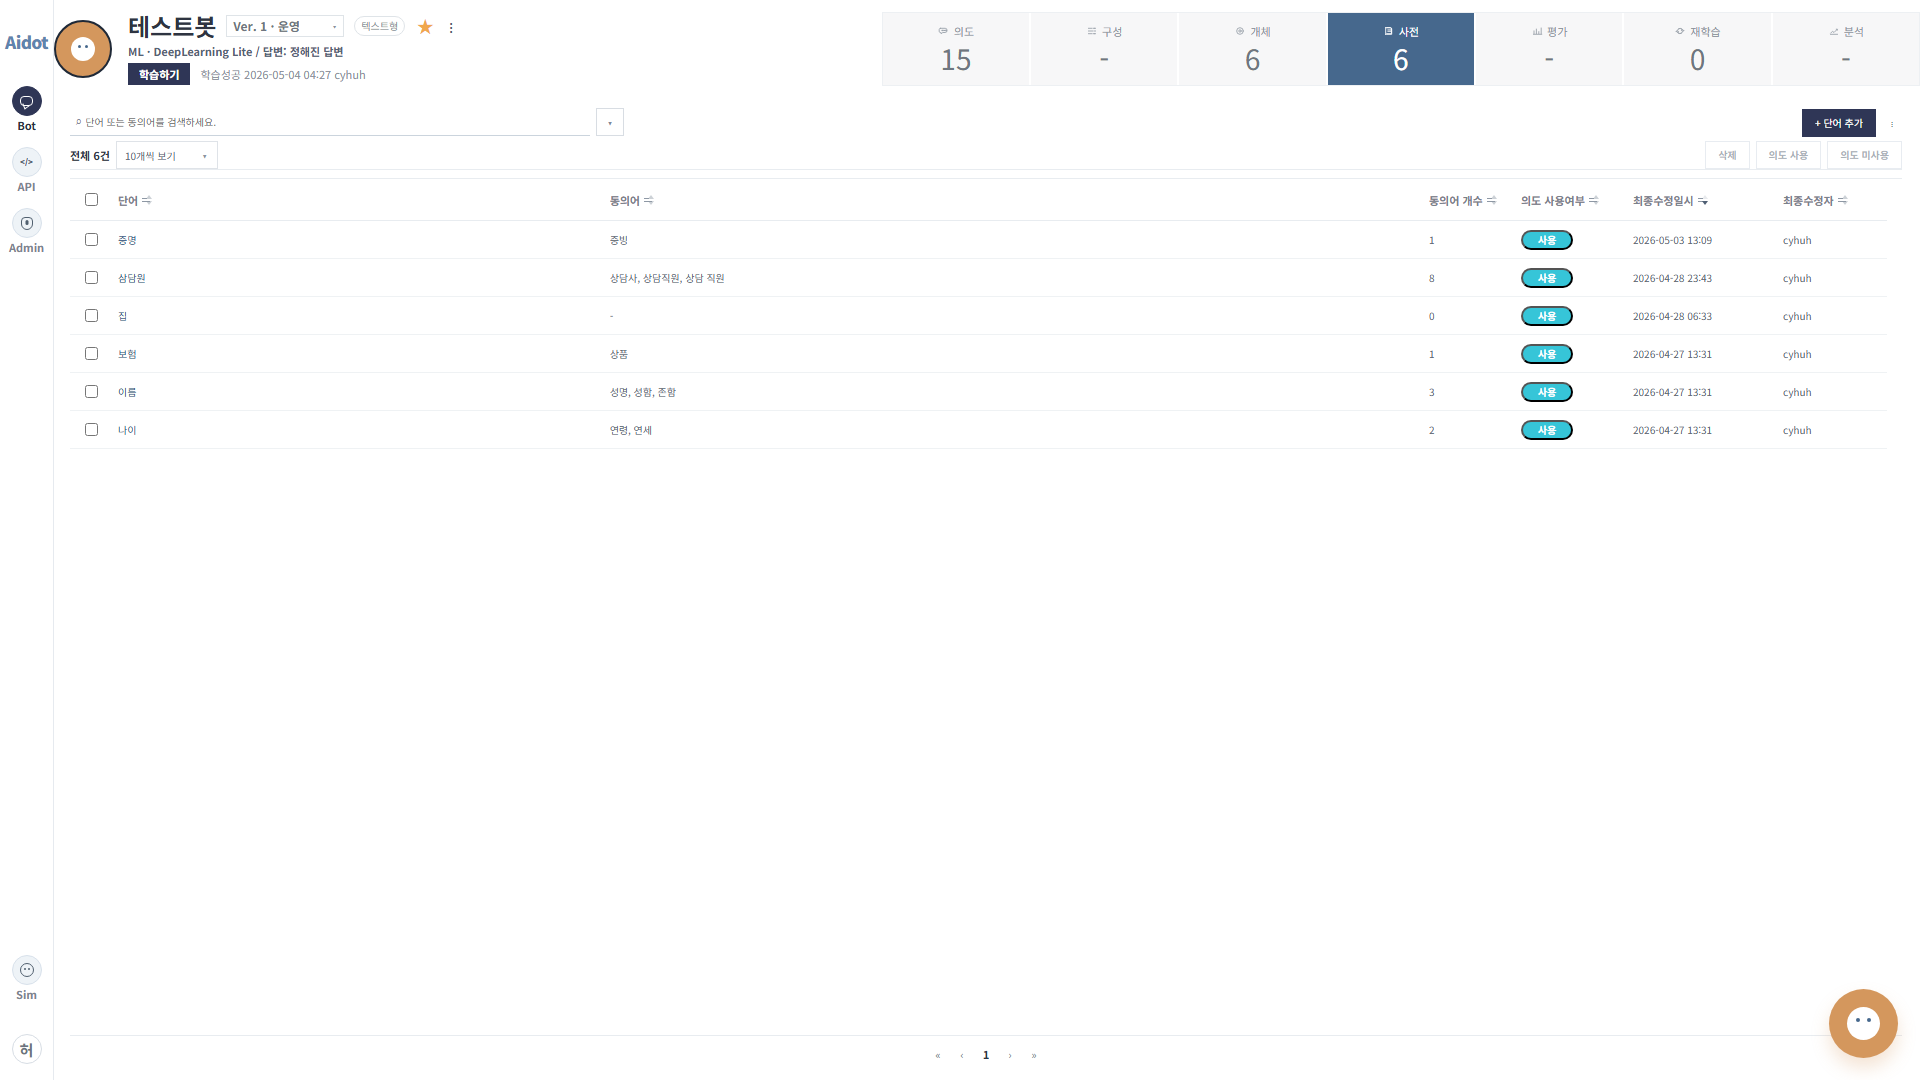 Aidot
Bot
</>
API
Admin
Sim
허
테스트봇
Ver. 1 · 운영
텍스트형
ML · DeepLearning Lite / 답변: 정해진 답변
학습하기
학습성공 2026-05-04 04:27 cyhuh
의도
15
구성
-
개체
6
사전
6
평가
-
재학습
0
분석
-
단어 또는 동의어를 검색하세요.
+ 단어 추가
전체 6건
10개씩 보기
삭제
의도 사용
의도 미사용
단어 동의어 동의어 개수 의도 사용여부 최종수정일시 최종수정자
증명 증빙 1 사용 2026-05-03 13:09 cyhuh
삼담원 상담사, 상담직원, 상담 직원 8 사용 2026-04-28 23:43 cyhuh
집 - 0 사용 2026-04-28 06:33 cyhuh
보험 상품 1 사용 2026-04-27 13:31 cyhuh
이름 성명, 성함, 존함 3 사용 2026-04-27 13:31 cyhuh
나이 연령, 연세 2 사용 2026-04-27 13:31 cyhuh
« ‹ 1 › »